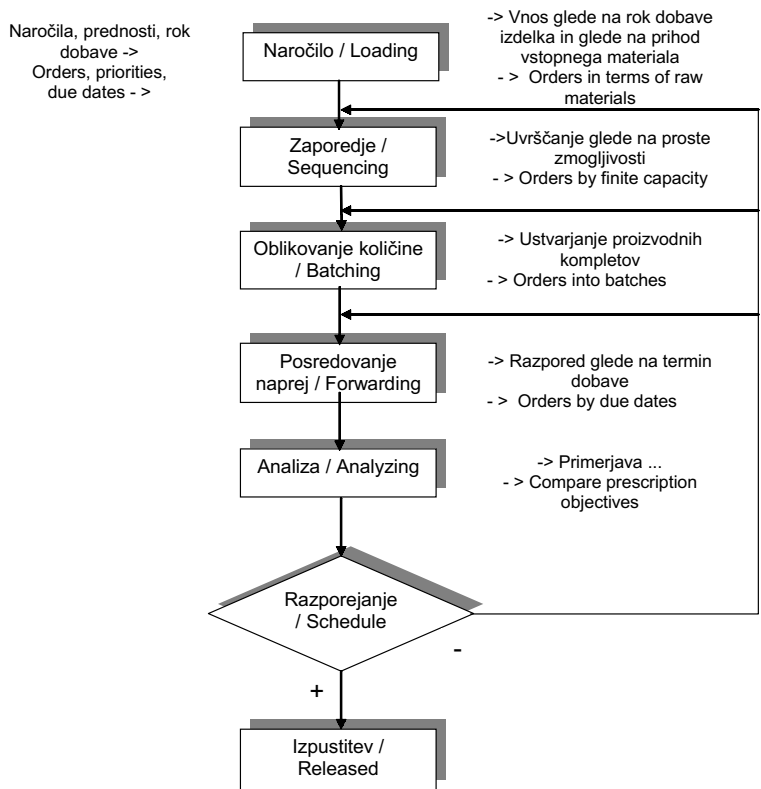 Naročila, prednosti, rok
dobave ->
Orders, priorities,
due dates - >
Naročilo / Loading
-> Vnos glede na rok dobave
izdelka in glede na prihod
vstopnega materiala
- > Orders in terms of raw
materials
Zaporedje /
Sequencing
->Uvrščanje glede na proste
zmogljivosti
- > Orders by finite capacity
Oblikovanje količine
/ Batching
-> Ustvarjanje proizvodnih
kompletov
- > Orders into batches
Posredovanje
naprej / Forwarding
-> Razpored glede na termin
dobave
- > Orders by due dates
Analiza / Analyzing
-> Primerjava ...
- > Compare prescription
objectives
Razporejanje
/ Schedule
-
+
Izpustitev /
Released